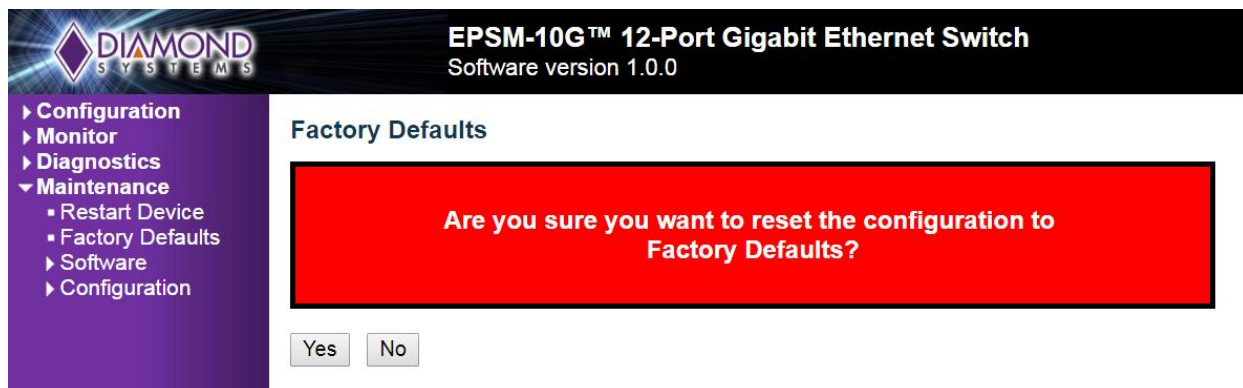 DIAMOND
SYSTEMS
EPSM-10G™ 12-Port Gigabit Ethernet Switch
Software version 1.0.0
Configuration
Monitor
Diagnostics
Maintenance
Restart Device
Factory Defaults
Software
Configuration
Factory Defaults
Are you sure you want to reset the configuration to
Factory Defaults?
Yes No